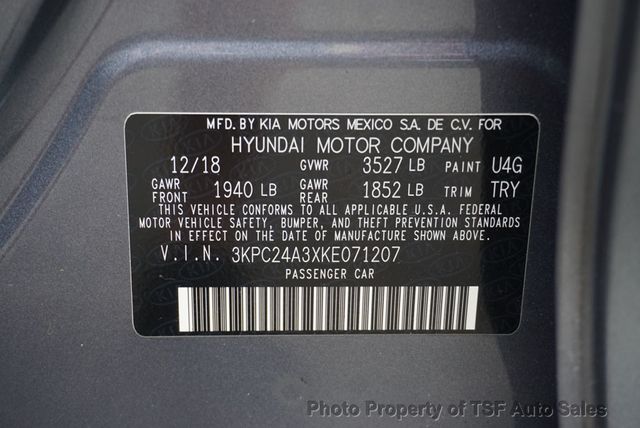 MFD. BY KIA MOTORS MEXICO S.A. DE C.V. FOR
HYUNDAI MOTOR COMPANY
12/18 GVWR 3527 LB PAINT U4G
GAWR FRONT 1940 LB GAWR REAR 1852 LB TRIM TRY
THIS VEHICLE CONFORMS TO ALL APPLICABLE U.S.A. FEDERAL
MOTOR VEHICLE SAFETY, BUMPER, AND THEFT PREVENTION STANDARDS
IN EFFECT ON THE DATE OF MANUFACTURE SHOWN ABOVE.
V.I.N. 3KPC24A3XKE071207
PASSENGER CAR
Photo Property of TSF Auto Sales